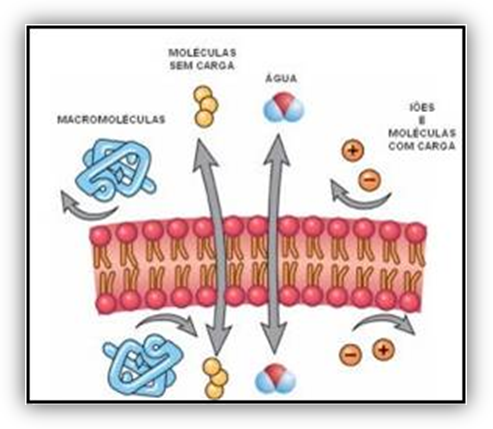 MOLÉCULAS
SEM CARGA
ÁGUA
MACROMOLÉCULAS
IÕES
E
MOLÉCULAS
COM CARGA
+
−
−
+